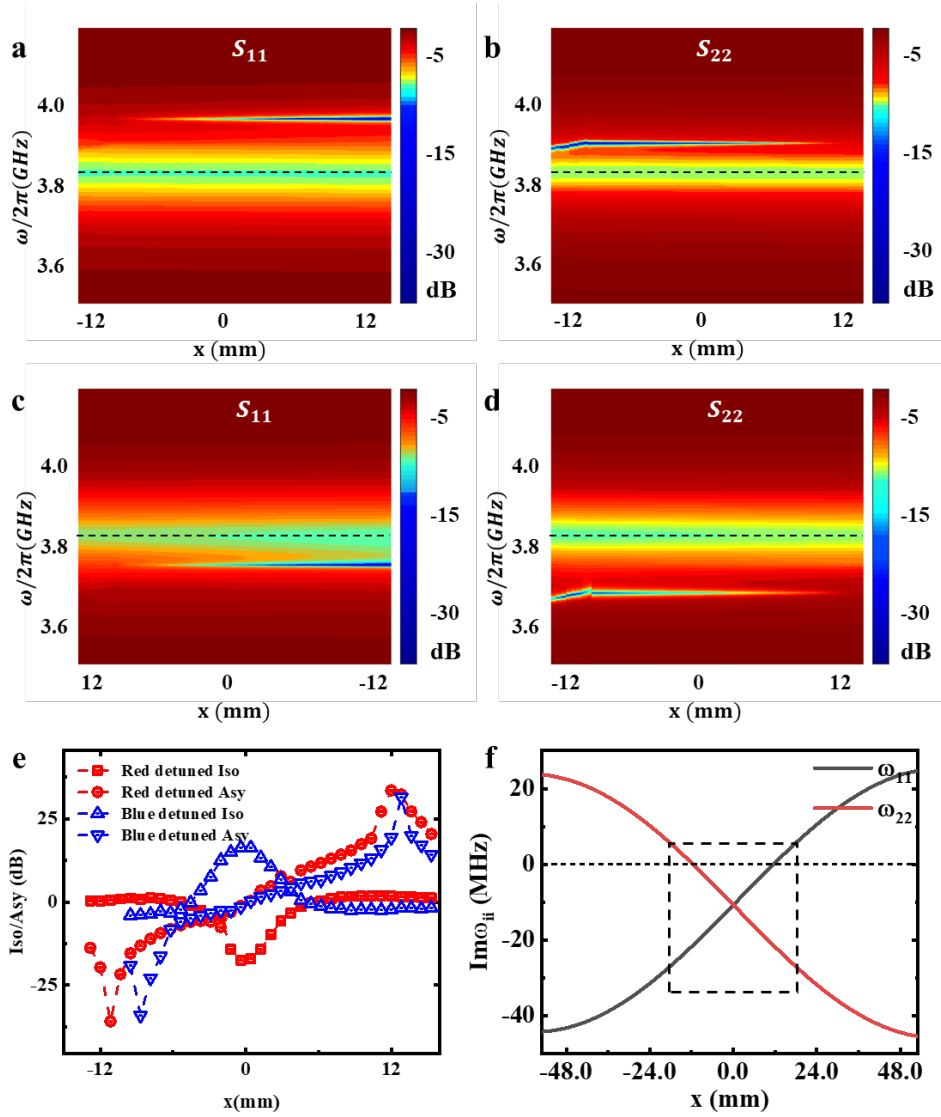 a
S₁₁
ω/2π(GHz)
4.0
3.8
3.6
-12
0
12
x (mm)
-5
-15
-30
dB
b
S₂₂
ω/2π(GHz)
4.0
3.8
3.6
-12
0
12
x (mm)
-5
-15
-30
dB
c
S₁₁
ω/2π(GHz)
4.0
3.8
3.6
12
0
-12
x (mm)
-5
-15
-30
dB
d
S₂₂
ω/2π(GHz)
4.0
3.8
3.6
-12
0
12
x (mm)
-5
-15
-30
dB
e
Red detuned Iso
Red detuned Asy
Blue detuned Iso
Blue detuned Asy
Iso/Asy (dB)
25
0
-25
-12
0
12
x(mm)
f
ω₁₁
ω₂₂
Imωᵢᵢ (MHz)
20
0
-20
-40
-48.0
-24.0
0.0
24.0
48.0
x (mm)